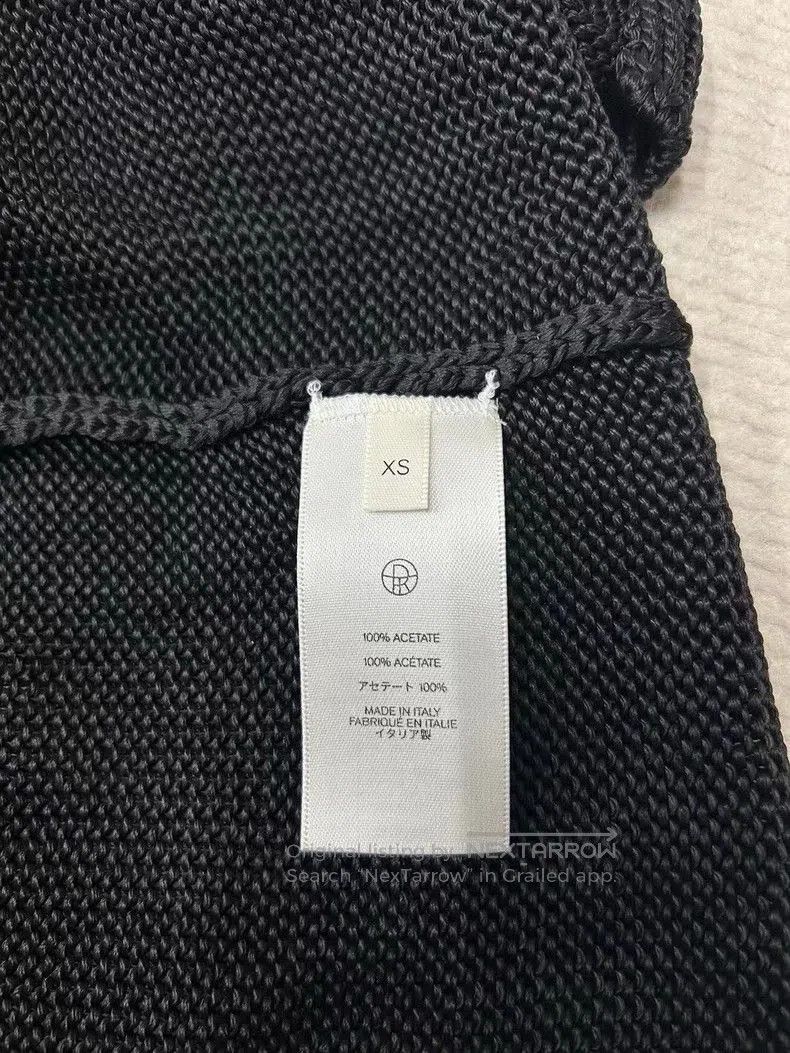 XS
100% ACETATE
100% ACÉTATE
アセテート 100%
MADE IN ITALY
FABRIQUÉ EN ITALIE
イタリア製
Original listing by: NEXTARROW
Search "NexTarrow" in Grailed app.